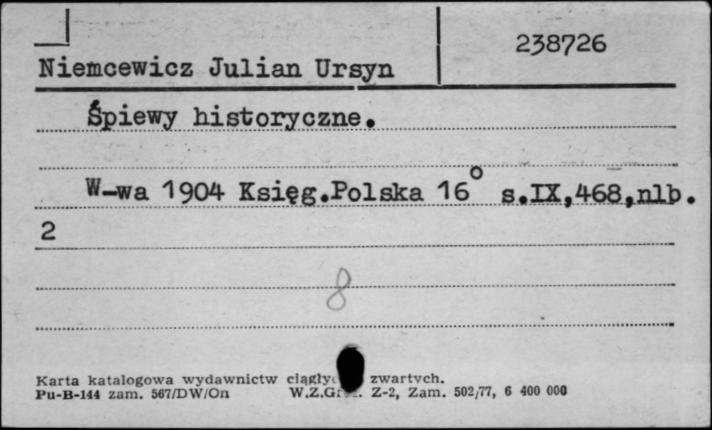 238726
Niemcewicz Julian Ursyn
Śpiewy historyczne.
W-wa 1904 Księg.Polska 16° s.IX,468,nlb.
2
8
Karta katalogowa wydawnictw zwartych.
Pu-B-144 zam. 567/DW/On Z-2, Zam. 502/77, 6 400 000